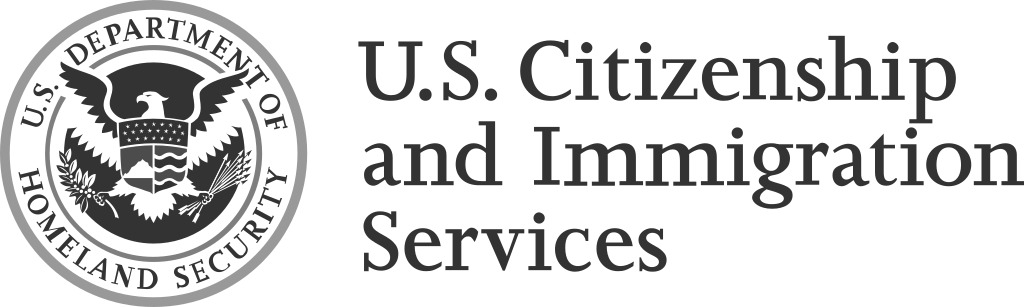 U.S. DEPARTMENT OF
HOMELAND SECURITY
U.S. Citizenship
and Immigration
Services